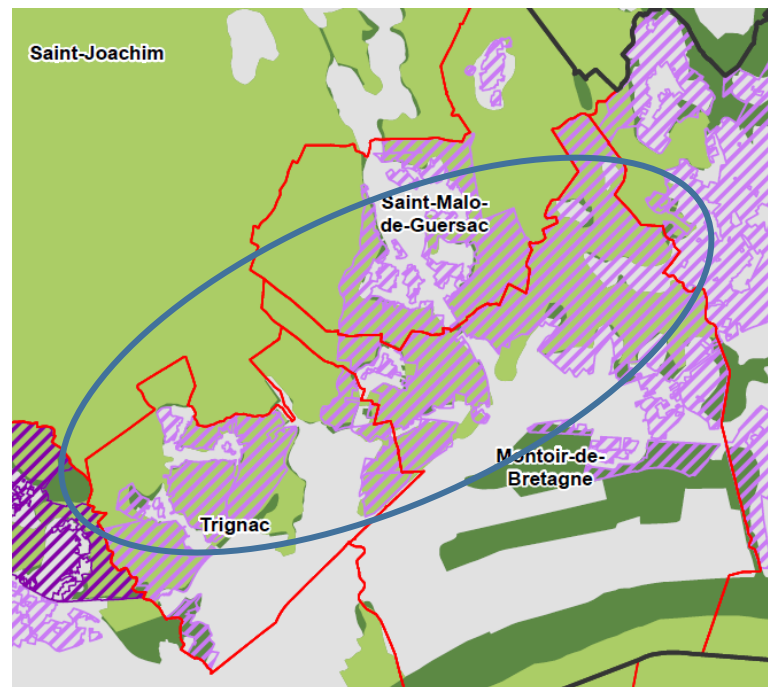 Saint-Joachim
Saint-Malo-
de-Guersac
Montoir-de-
Bretagne
Trignac